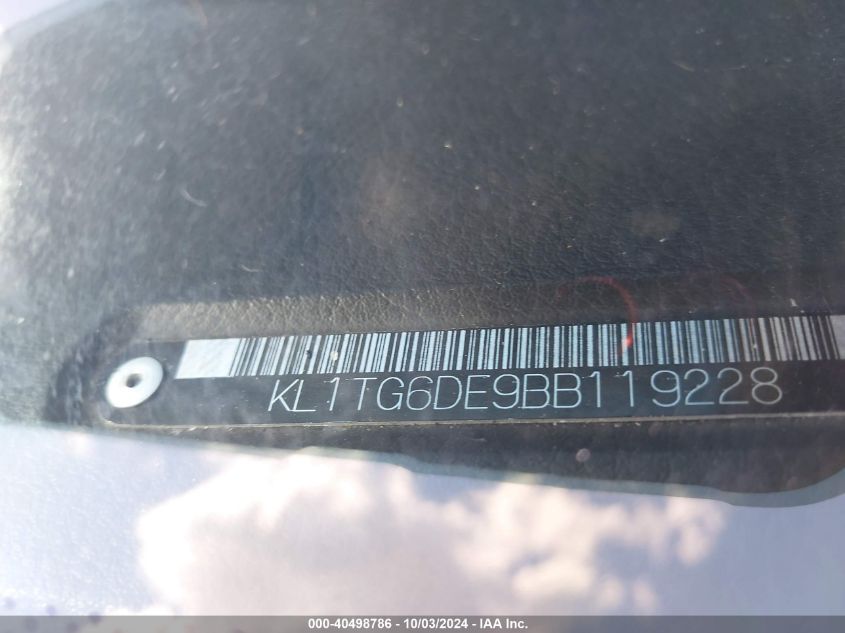 KL1TG6DE9BB119228
000-40498786 - 10/03/2024 - IAA Inc.